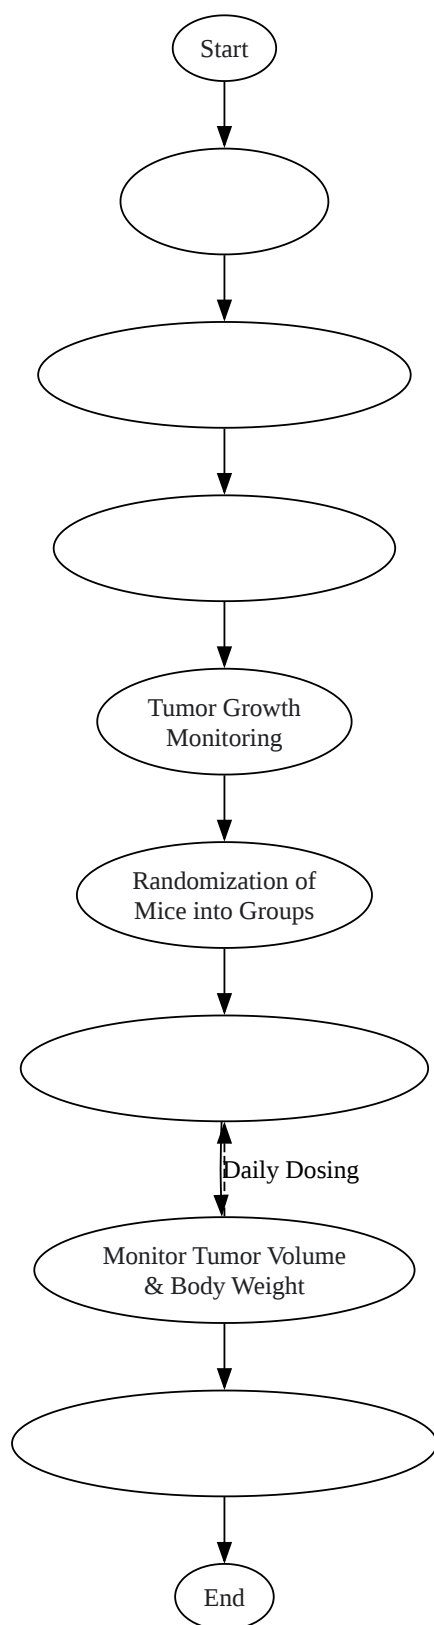 Start
Tumor Growth
Monitoring
Randomization of
Mice into Groups
Daily Dosing
Monitor Tumor Volume
& Body Weight
End